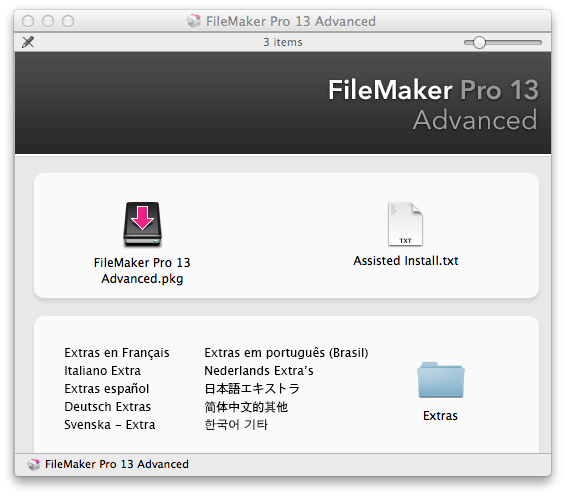 FileMaker Pro 13 Advanced
3 items
FileMaker Pro 13
Advanced
FileMaker Pro 13
Advanced.pkg
TXT
Assisted Install.txt
Extras en Français
Italiano Extra
Extras español
Deutsch Extras
Svenska – Extra
Extras em português (Brasil)
Nederlands Extra's
日本語エキストラ
简体中文的其他
한국어 기타
Extras
FileMaker Pro 13 Advanced